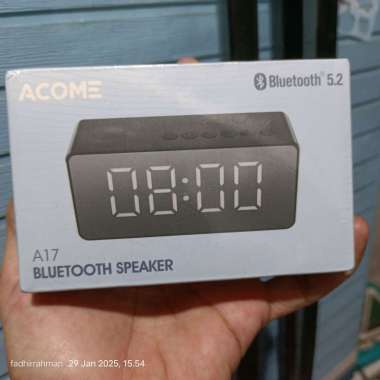 ACOME
Bluetooth® 5.2
08:00
A17
BLUETOOTH SPEAKER
fadhirrahman .29 Jan 2025, 15.54